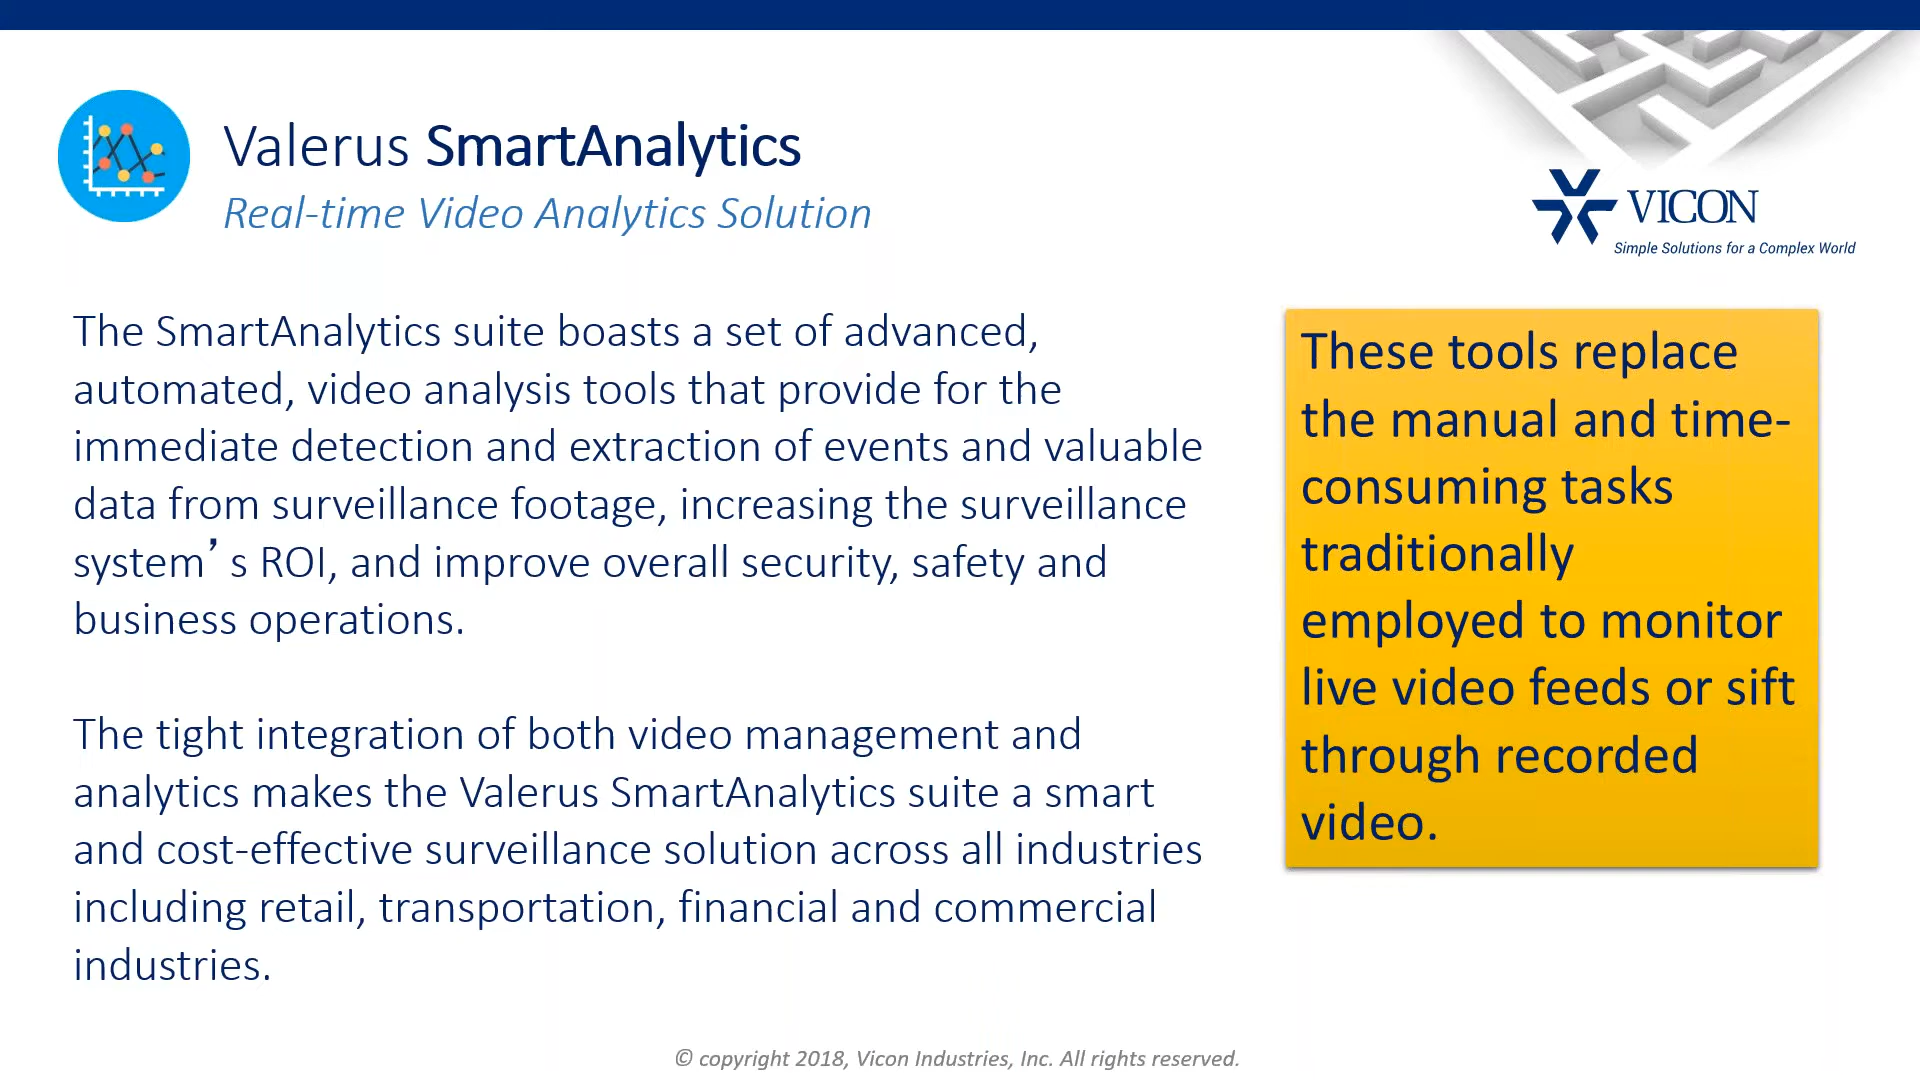 Valerus SmartAnalytics
Real-time Video Analytics Solution
VICON
Simple Solutions for a Complex World
The SmartAnalytics suite boasts a set of advanced,
automated, video analysis tools that provide for the
immediate detection and extraction of events and valuable
data from surveillance footage, increasing the surveillance
system’s ROI, and improve overall security, safety and
business operations.
The tight integration of both video management and
analytics makes the Valerus SmartAnalytics suite a smart
and cost-effective surveillance solution across all industries
including retail, transportation, financial and commercial
industries.
These tools replace
the manual and time-
consuming tasks
traditionally
employed to monitor
live video feeds or sift
through recorded
video.
© copyright 2018, Vicon Industries, Inc. All rights reserved.